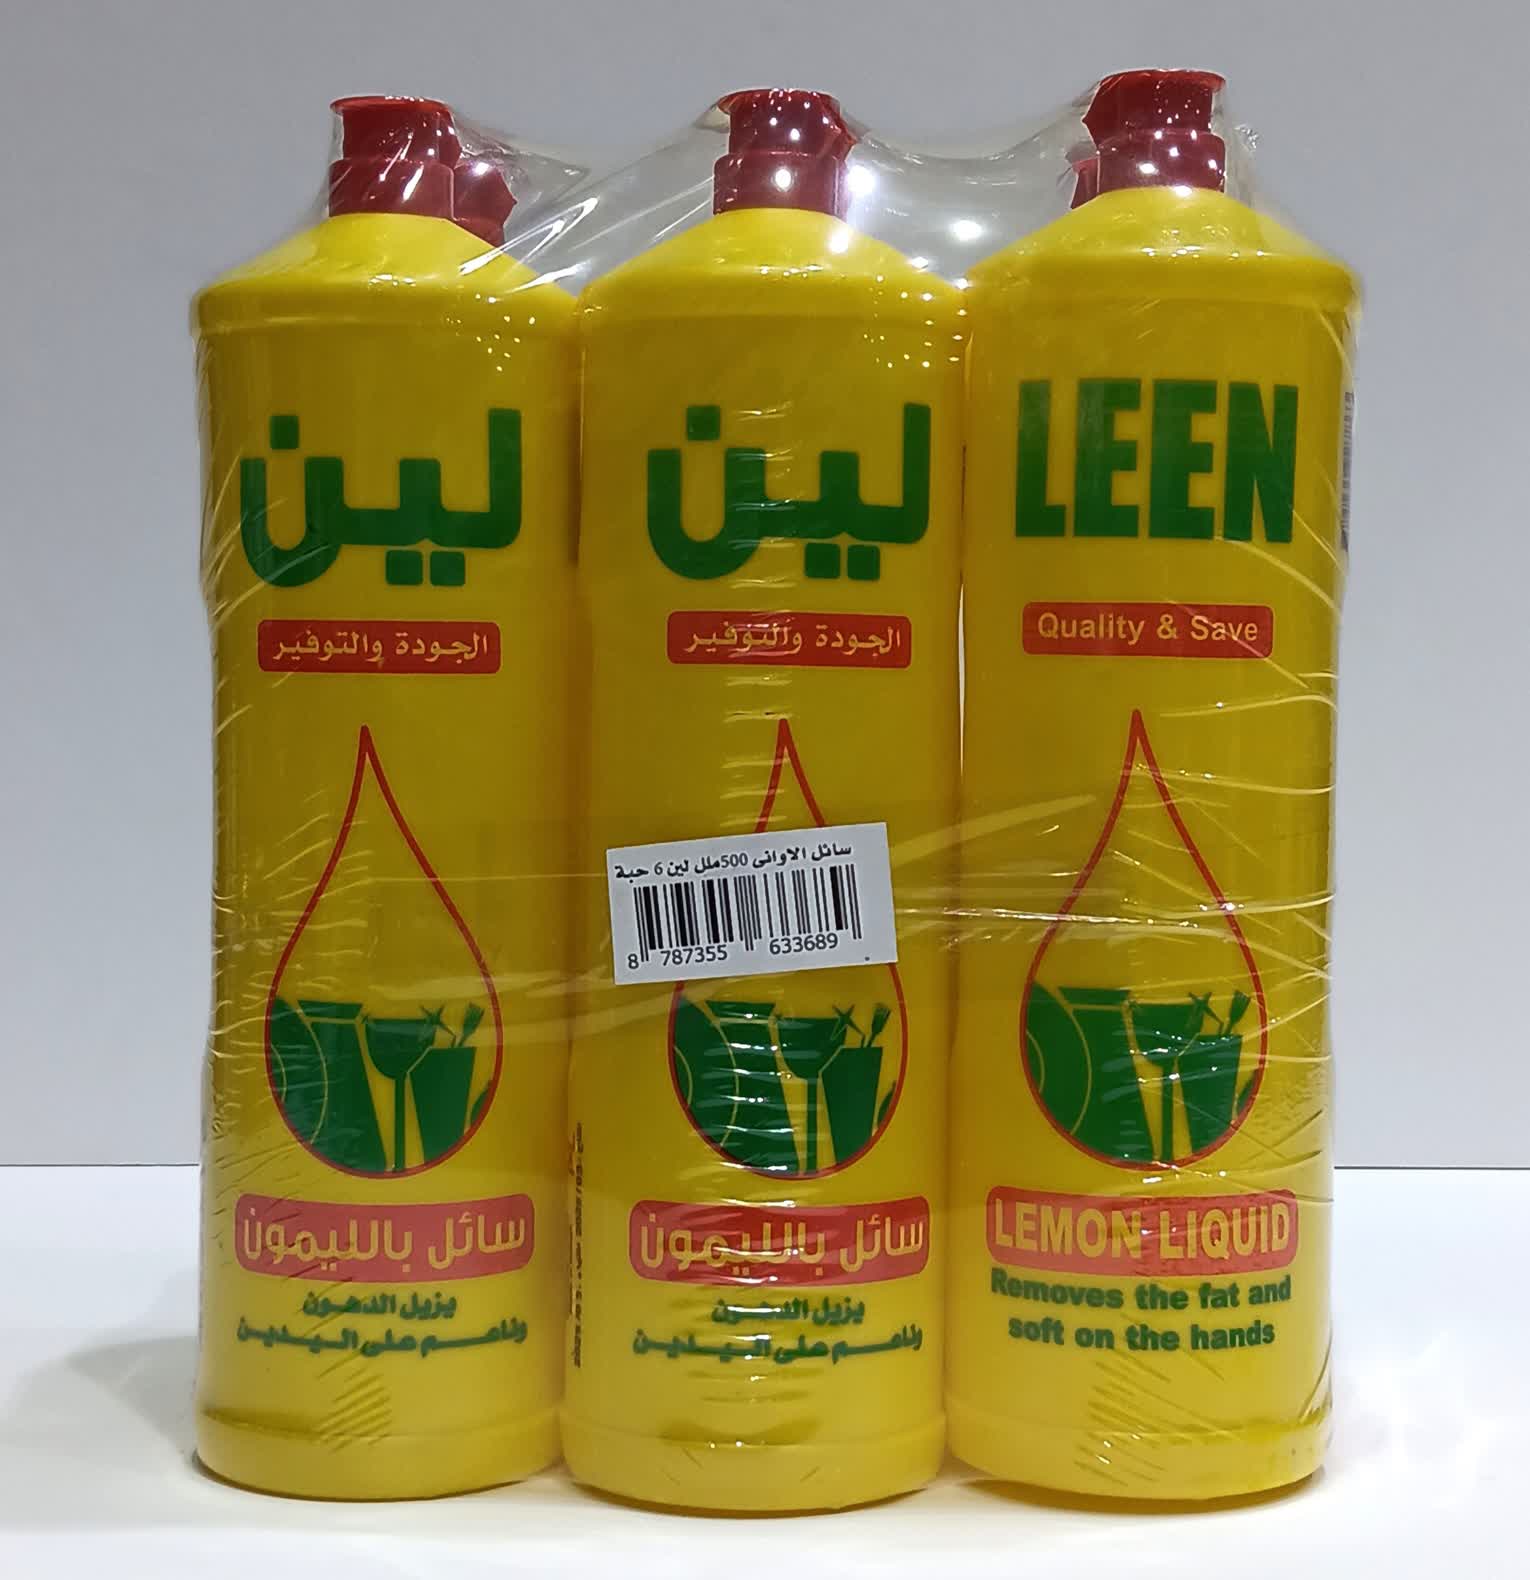 لين
الجودة والتوفير
سائل بالليمون
يزيل الدهون
وناعم على اليدين
لين
الجودة والتوفير
سائل الاوانى 500ملل لين 6 حبة
8 787355 633689
سائل بالليمون
يزيل الدهون
وناعم على اليدين
LEEN
Quality & Save
LEMON LIQUID
Removes the fat and
soft on the hands